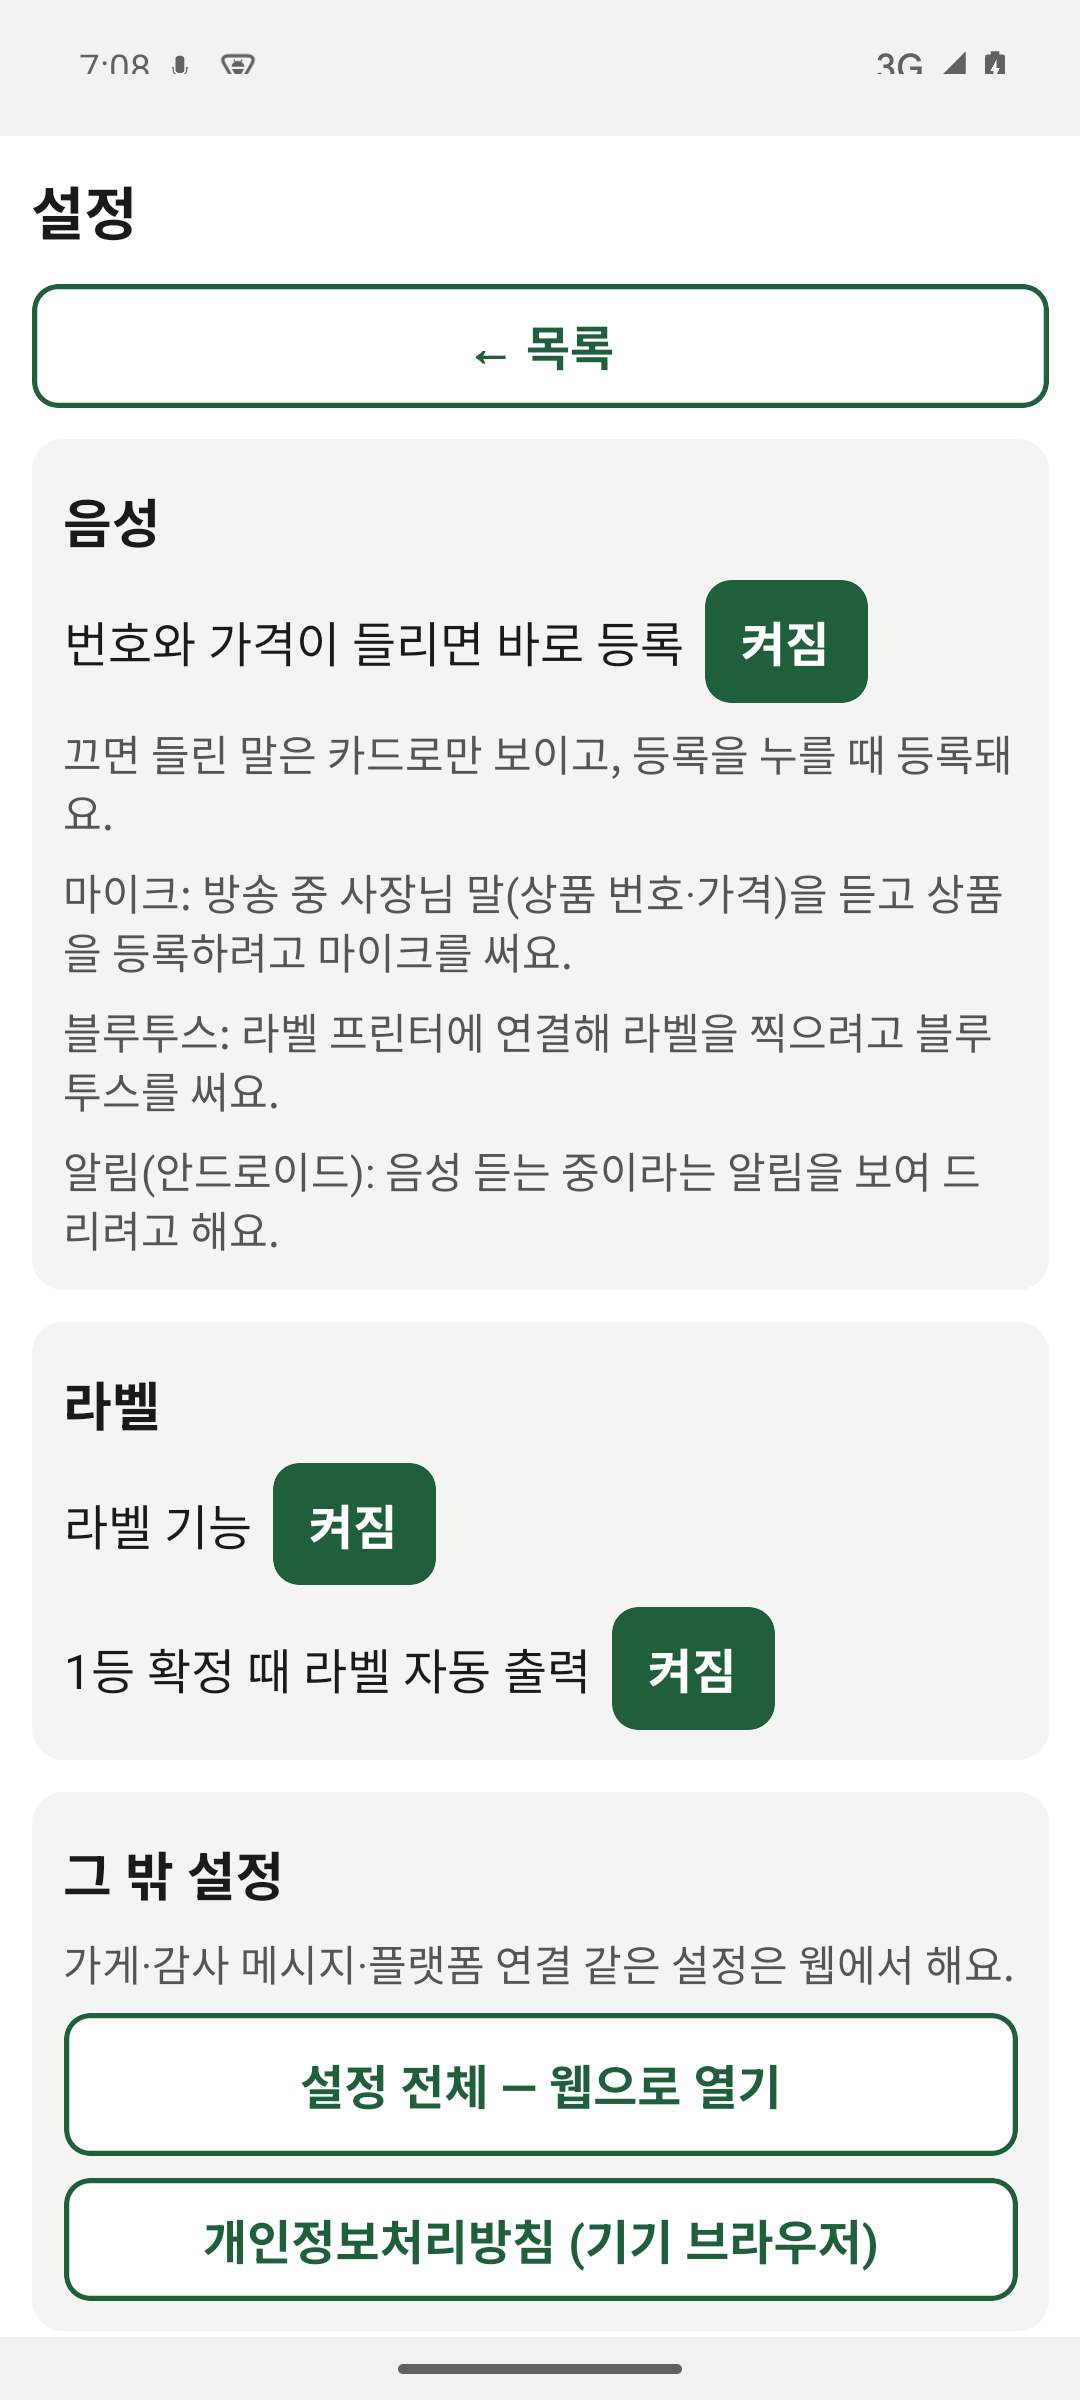 7:08
3G
설정
← 목록
음성
번호와 가격이 들리면 바로 등록 켜짐
끄면 들린 말은 카드로만 보이고, 등록을 누를 때 등록돼
요.
마이크: 방송 중 사장님 말(상품 번호·가격)을 듣고 상품
을 등록하려고 마이크를 써요.
블루투스: 라벨 프린터에 연결해 라벨을 찍으려고 블루
투스를 써요.
알림(안드로이드): 음성 듣는 중이라는 알림을 보여 드
리려고 해요.
라벨
라벨 기능 켜짐
1등 확정 때 라벨 자동 출력 켜짐
그 밖 설정
가게·감사 메시지·플랫폼 연결 같은 설정은 웹에서 해요.
설정 전체 — 웹으로 열기
개인정보처리방침 (기기 브라우저)